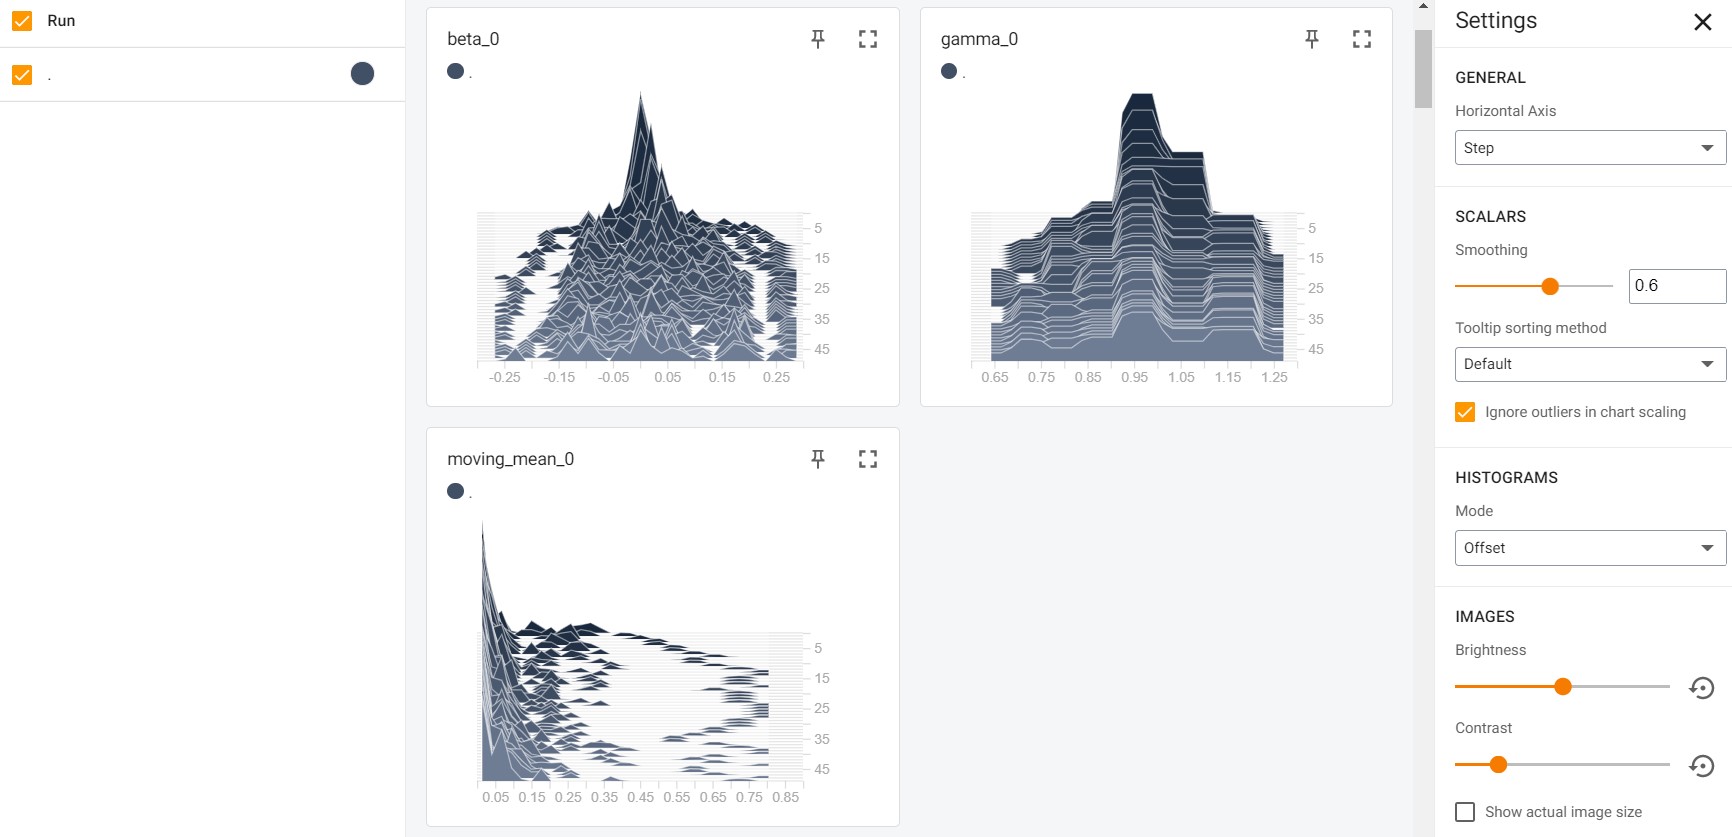 Run
.
beta_0
.
5
15
25
35
45
-0.25 -0.15 -0.05 0.05 0.15 0.25
gamma_0
.
5
15
25
35
45
0.65 0.75 0.85 0.95 1.05 1.15 1.25
moving_mean_0
.
5
15
25
35
45
0.05 0.15 0.25 0.35 0.45 0.55 0.65 0.75 0.85
Settings
GENERAL
Horizontal Axis
Step
SCALARS
Smoothing
0.6
Tooltip sorting method
Default
Ignore outliers in chart scaling
HISTOGRAMS
Mode
Offset
IMAGES
Brightness
Contrast
Show actual image size